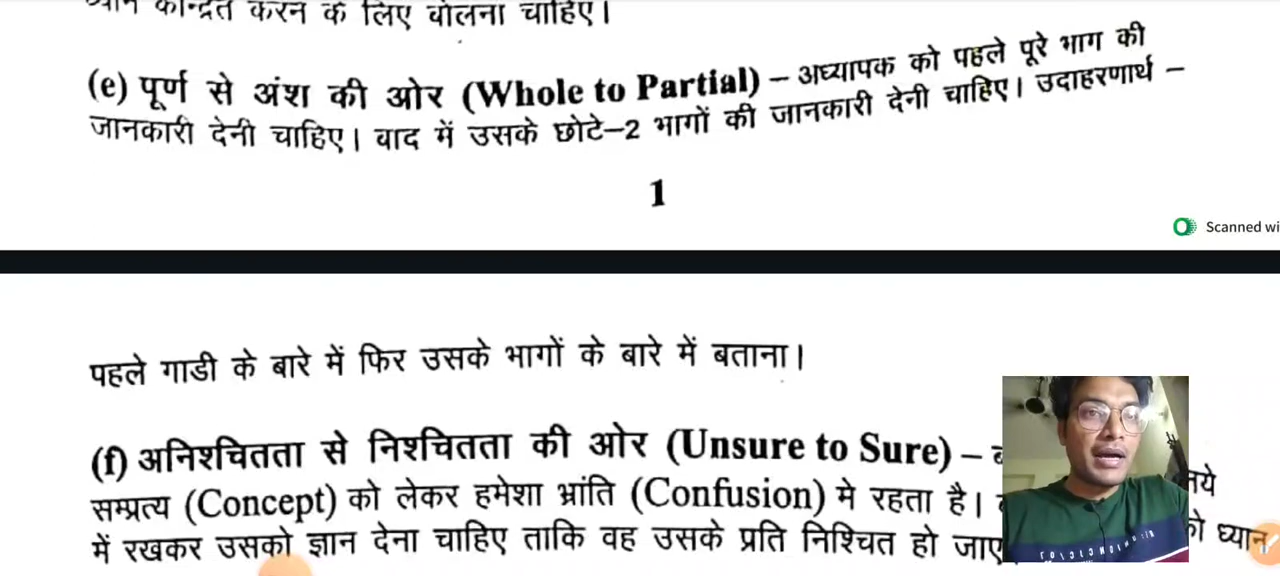 ध्यान केन्द्रित करने के लिए बोलना चाहिए।
(e) पूर्ण से अंश की ओर (Whole to Partial) – अध्यापक को पहले पूरे भाग की
जानकारी देनी चाहिए। बाद में उसके छोटे–2 भागों की जानकारी देनी चाहिए। उदाहरणार्थ –
1
Scanned wi
पहले गाडी के बारे में फिर उसके भागों के बारे में बताना।
(f) अनिश्चितता से निश्चितता की ओर (Unsure to Sure) –
सम्प्रत्य (Concept) को लेकर हमेशा भ्रांति (Confusion) मे रहता है।
में रखकर उसको ज्ञान देना चाहिए ताकि वह उसके प्रति निश्चित हो जाए
को ध्यान